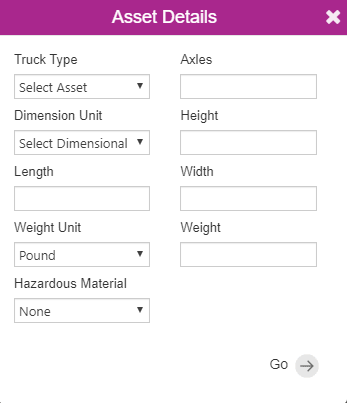 Asset Details
Truck Type Axles
Select Asset
Dimension Unit Height
Select Dimensional
Length Width
Weight Unit Weight
Pound
Hazardous Material
None
Go